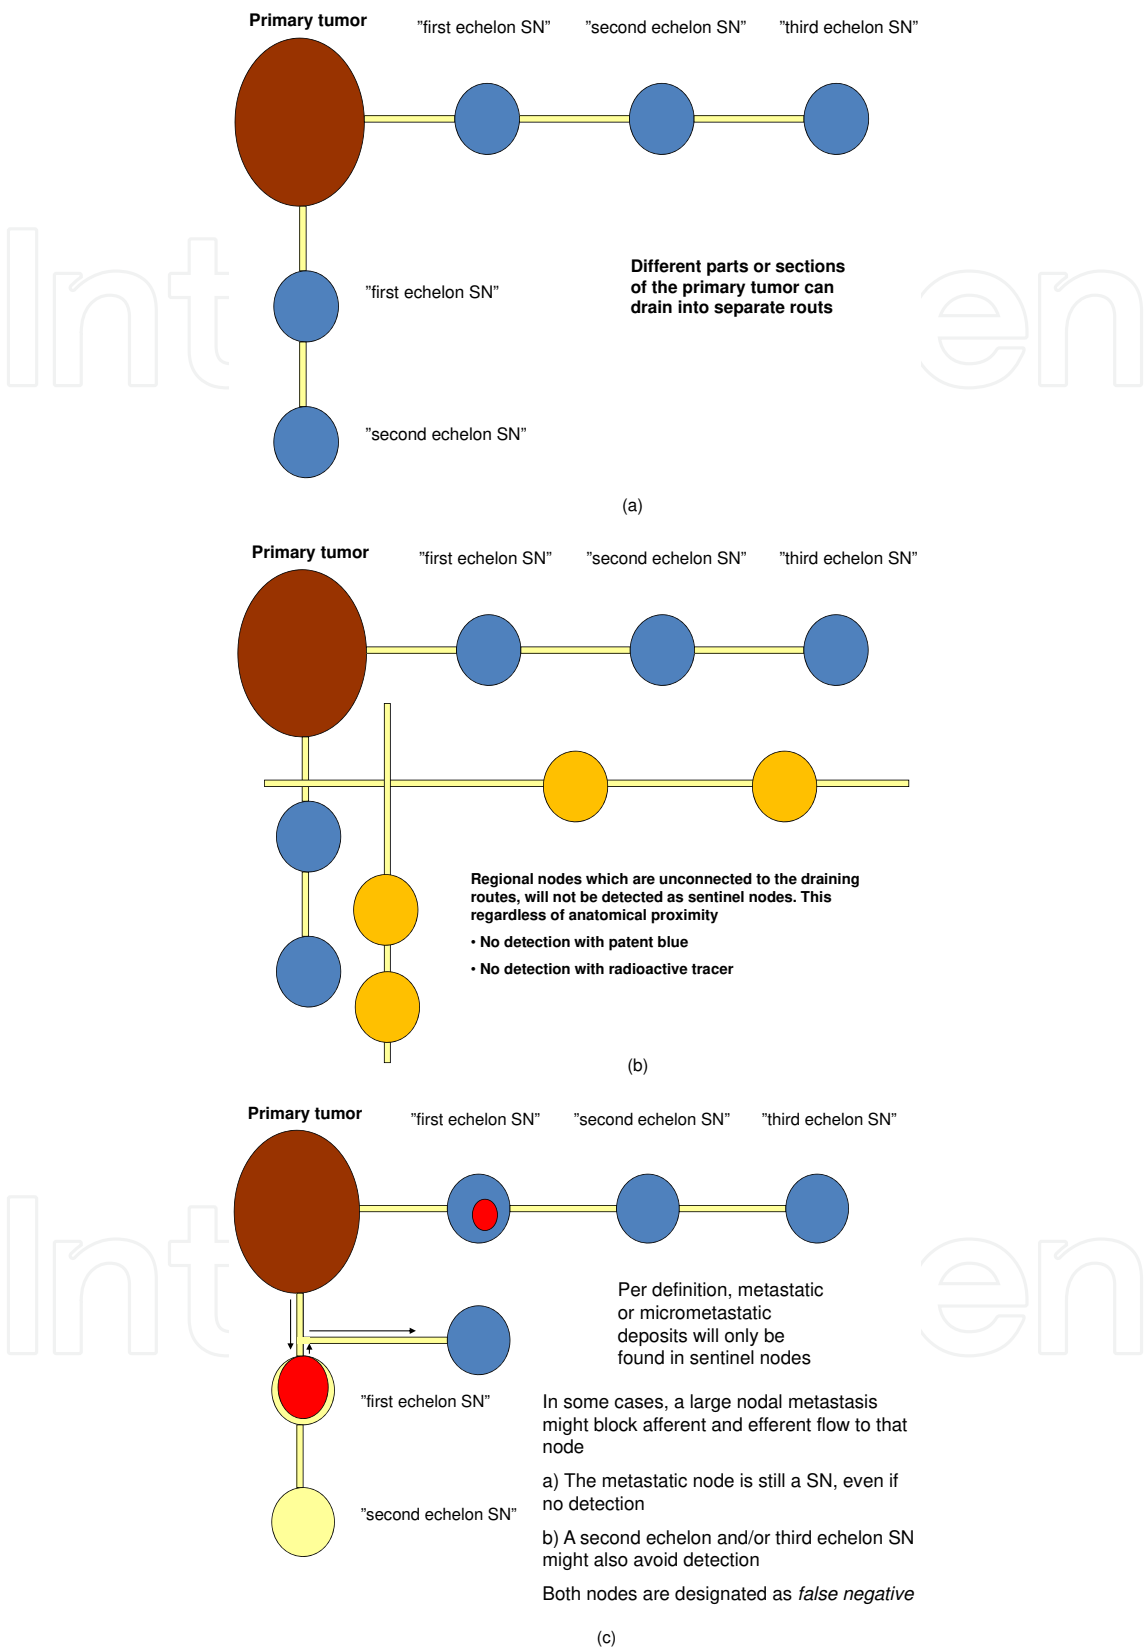 Primary tumor
”first echelon SN”
”second echelon SN”
”third echelon SN”
Different parts or sections
of the primary tumor can
drain into separate routs
”first echelon SN”
”second echelon SN”
(a)
Primary tumor
”first echelon SN”
”second echelon SN”
”third echelon SN”
Regional nodes which are unconnected to the draining
routes, will not be detected as sentinel nodes. This
regardless of anatomical proximity
• No detection with patent blue
• No detection with radioactive tracer
(b)
Primary tumor
”first echelon SN”
”second echelon SN”
”third echelon SN”
Per definition, metastatic
or micrometastatic
deposits will only be
found in sentinel nodes
”first echelon SN”
In some cases, a large nodal metastasis
might block afferent and efferent flow to that
node
a) The metastatic node is still a SN, even if
no detection
”second echelon SN”
b) A second echelon and/or third echelon SN
might also avoid detection
Both nodes are designated as false negative
(c)
Int
en
Int
en